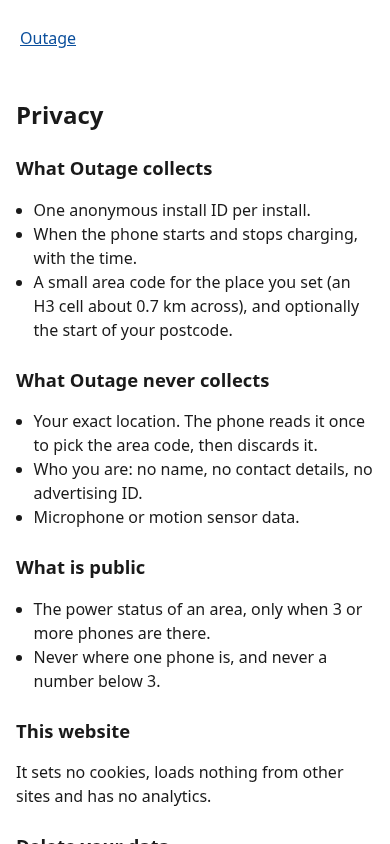 Outage
Privacy
What Outage collects
One anonymous install ID per install.
When the phone starts and stops charging,
with the time.
A small area code for the place you set (an
H3 cell about 0.7 km across), and optionally
the start of your postcode.
What Outage never collects
Your exact location. The phone reads it once
to pick the area code, then discards it.
Who you are: no name, no contact details, no
advertising ID.
Microphone or motion sensor data.
What is public
The power status of an area, only when 3 or
more phones are there.
Never where one phone is, and never a
number below 3.
This website
It sets no cookies, loads nothing from other
sites and has no analytics.
Delete your data